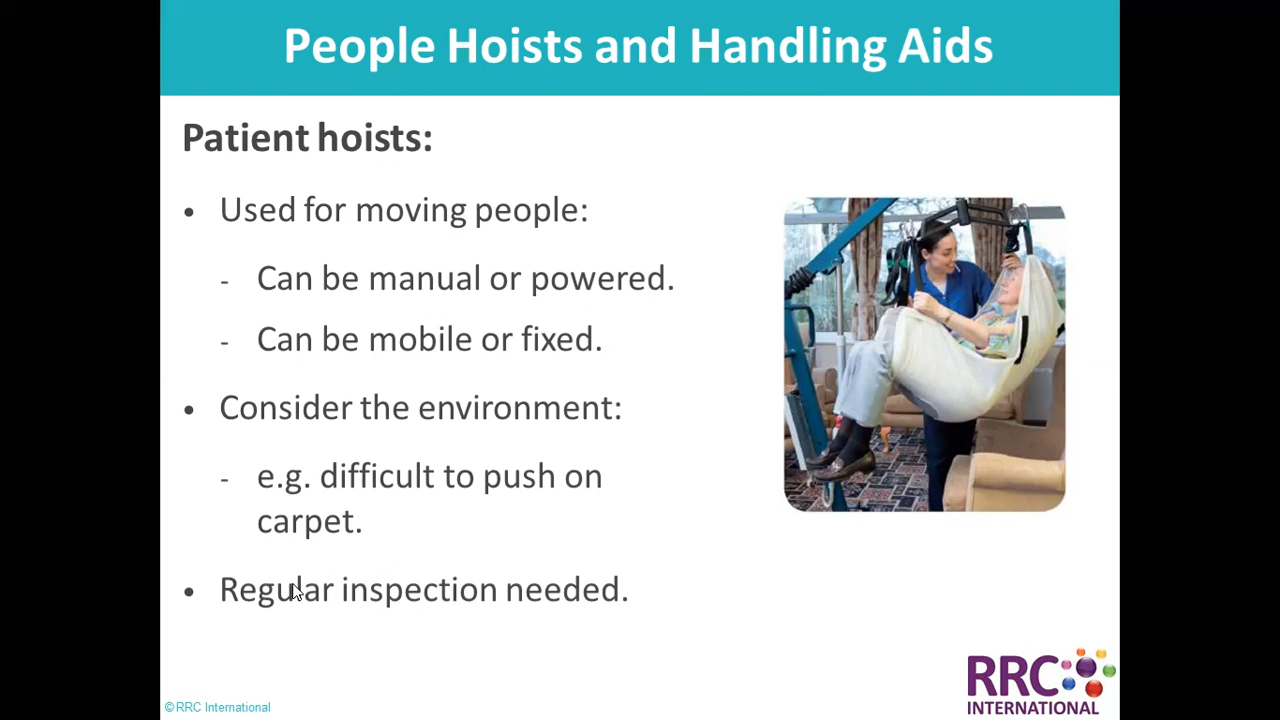 People Hoists and Handling Aids
Patient hoists:
• Used for moving people:
- Can be manual or powered.
- Can be mobile or fixed.
• Consider the environment:
- e.g. difficult to push on
carpet.
• Regular inspection needed.
© RRC International
RRC
INTERNATIONAL